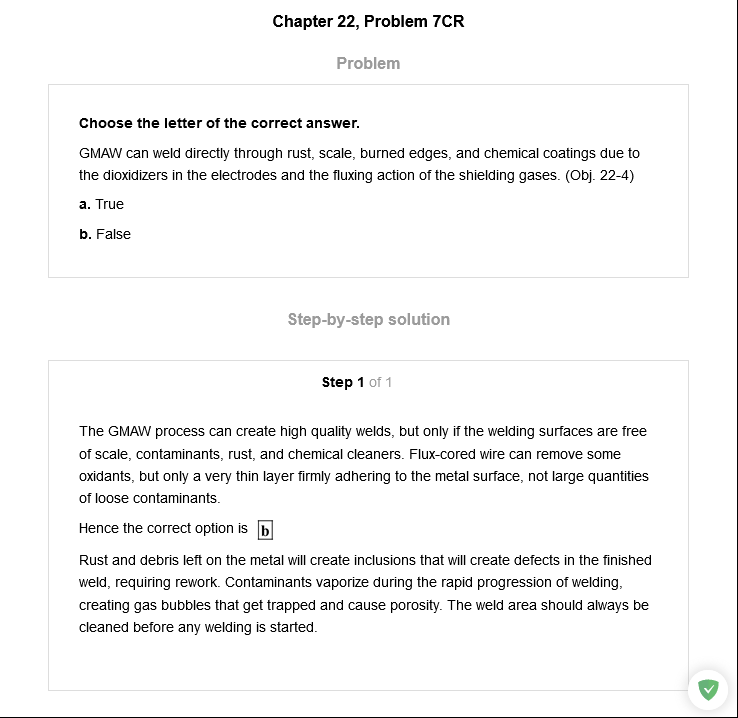 Chapter 22, Problem 7CR
Problem
Choose the letter of the correct answer.
GMAW can weld directly through rust, scale, burned edges, and chemical coatings due to
the dioxidizers in the electrodes and the fluxing action of the shielding gases. (Obj. 22-4)
a. True
b. False
Step-by-step solution
Step 1 of 1
The GMAW process can create high quality welds, but only if the welding surfaces are free
of scale, contaminants, rust, and chemical cleaners. Flux-cored wire can remove some
oxidants, but only a very thin layer firmly adhering to the metal surface, not large quantities
of loose contaminants.
Hence the correct option is b
Rust and debris left on the metal will create inclusions that will create defects in the finished
weld, requiring rework. Contaminants vaporize during the rapid progression of welding,
creating gas bubbles that get trapped and cause porosity. The weld area should always be
cleaned before any welding is started.